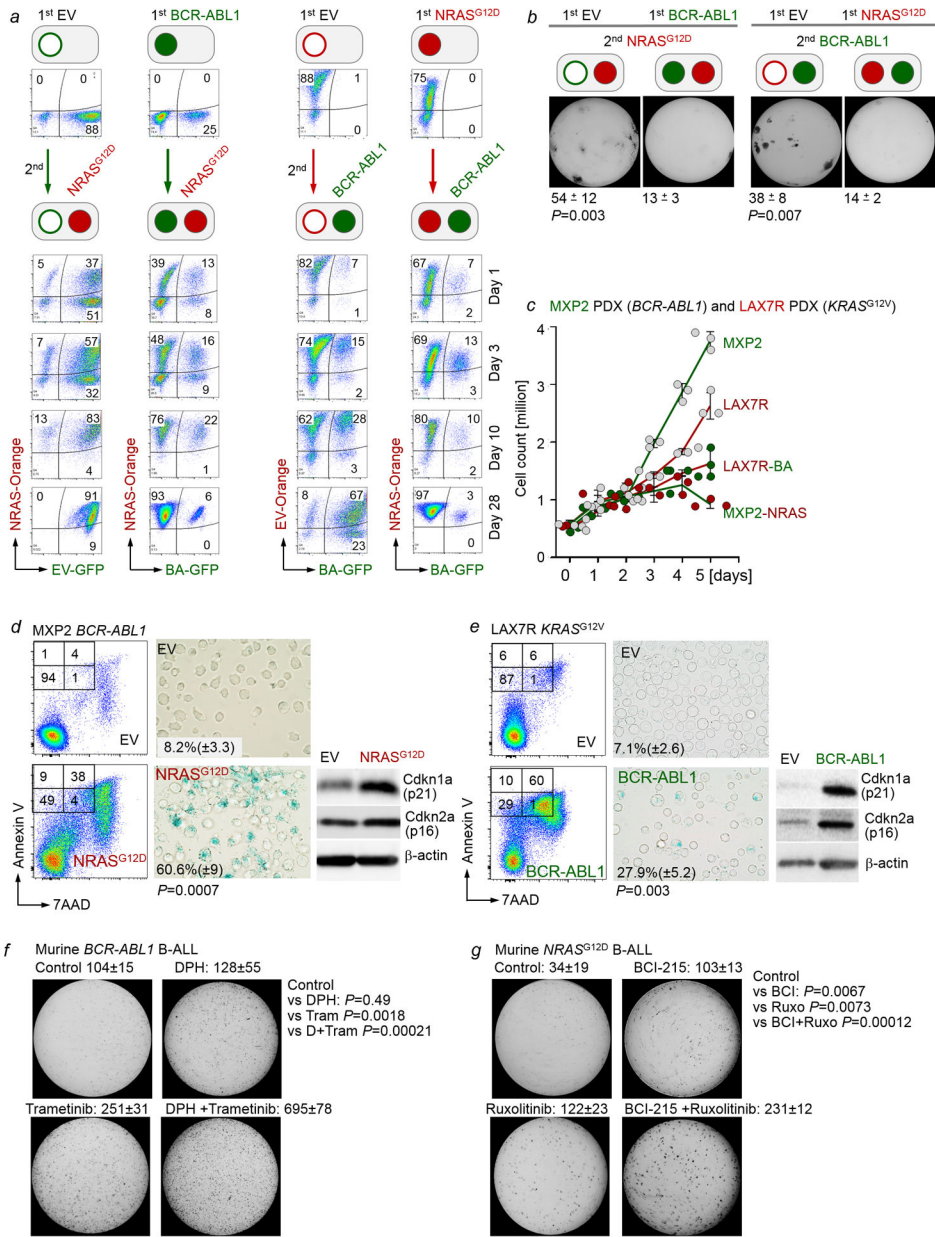 a
1st EV
1st BCR-ABL1
1st EV
1st NRASG12D
0 0
88
0 0
25
88 1
0
75 0
0
2nd
NRASG12D
NRASG12D
2nd
BCR-ABL1
BCR-ABL1
5 37
51
39 13
8
82 7
1
67 7
2
Day 1
7 57
32
48 16
9
74 15
2
69 13
3
Day 3
13 83
4
76 22
1
62 28
3
80 10
2
Day 10
0 91
9
93 6
0
8 67
23
97 3
0
Day 28
NRAS-Orange
NRAS-Orange
EV-Orange
NRAS-Orange
EV-GFP
BA-GFP
BA-GFP
BA-GFP
b
1st EV
1st BCR-ABL1
1st EV
1st NRASG12D
2nd NRASG12D
2nd BCR-ABL1
54 ± 12
13 ± 3
38 ± 8
14 ± 2
P=0.003
P=0.007
c MXP2 PDX (BCR-ABL1) and LAX7R PDX (KRASG12V)
Cell count [million]
4
3
2
1
0
0 1 2 3 4 5 [days]
MXP2
LAX7R
LAX7R-BA
MXP2-NRAS
d MXP2 BCR-ABL1
1 4
94 1
EV
EV
8.2%(±3.3)
9 38
49 4
NRASG12D
NRASG12D
60.6%(±9)
P=0.0007
Annexin V
7AAD
EV NRASG12D
Cdkn1a
(p21)
Cdkn2a
(p16)
β-actin
e LAX7R KRASG12V
6 6
87 1
EV
EV
7.1%(±2.6)
10 60
29 1
BCR-ABL1
BCR-ABL1
27.9%(±5.2)
P=0.003
Annexin V
7AAD
EV BCR-ABL1
Cdkn1a
(p21)
Cdkn2a
(p16)
β-actin
f Murine BCR-ABL1 B-ALL
Control 104±15
DPH: 128±55
Control
vs DPH: P=0.49
vs Tram P=0.0018
vs D+Tram P=0.00021
Trametinib: 251±31
DPH +Trametinib: 695±78
g Murine NRASG12D B-ALL
Control: 34±19
BCI-215: 103±13
Control
vs BCI: P=0.0067
vs Ruxo P=0.0073
vs BCI+Ruxo P=0.00012
Ruxolitinib: 122±23
BCI-215 +Ruxolitinib: 231±12